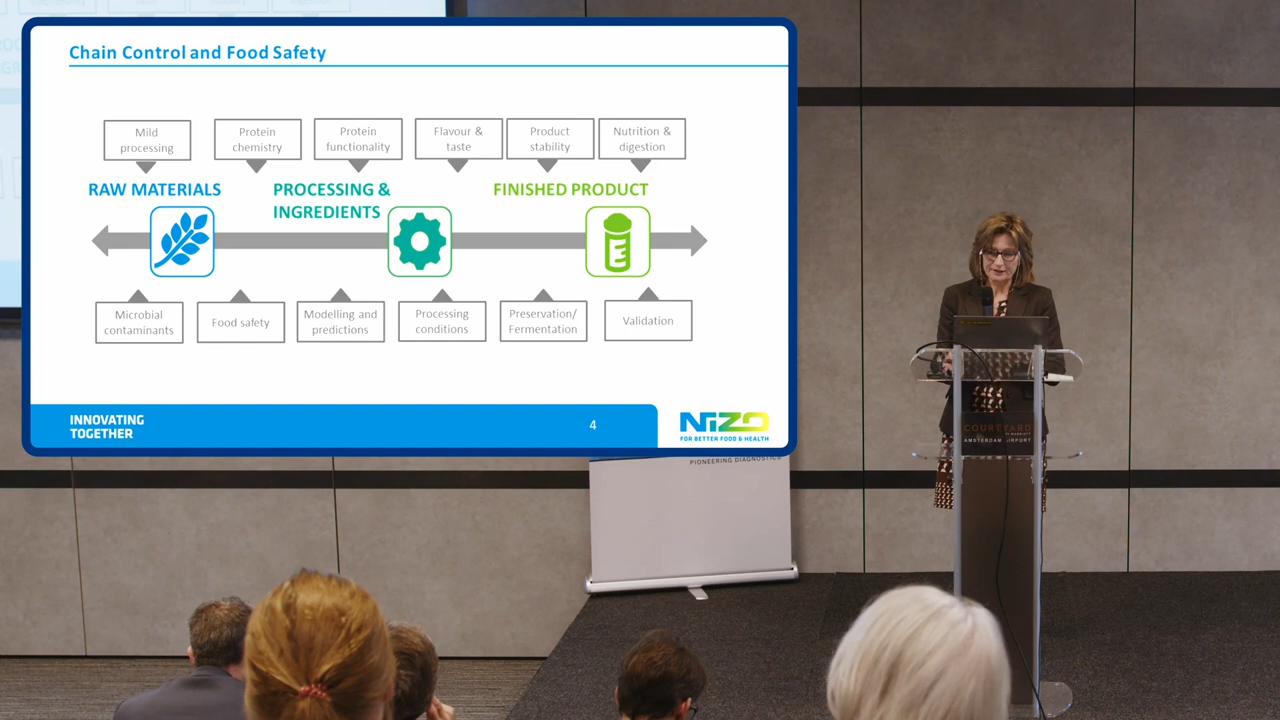 Chain Control and Food Safety
Mild
processing
Protein
chemistry
Protein
functionality
Flavour &
taste
Product
stability
Nutrition &
digestion
RAW MATERIALS
PROCESSING &
INGREDIENTS
FINISHED PRODUCT
Microbial
contaminants
Food safety
Modelling and
predictions
Processing
conditions
Preservation/
Fermentation
Validation
INNOVATING
TOGETHER
4
NIZO
FOR BETTER FOOD & HEALTH
PIONEERING DIAGNOSTICS
COURTYARD
AMSTERDAM AIRPORT